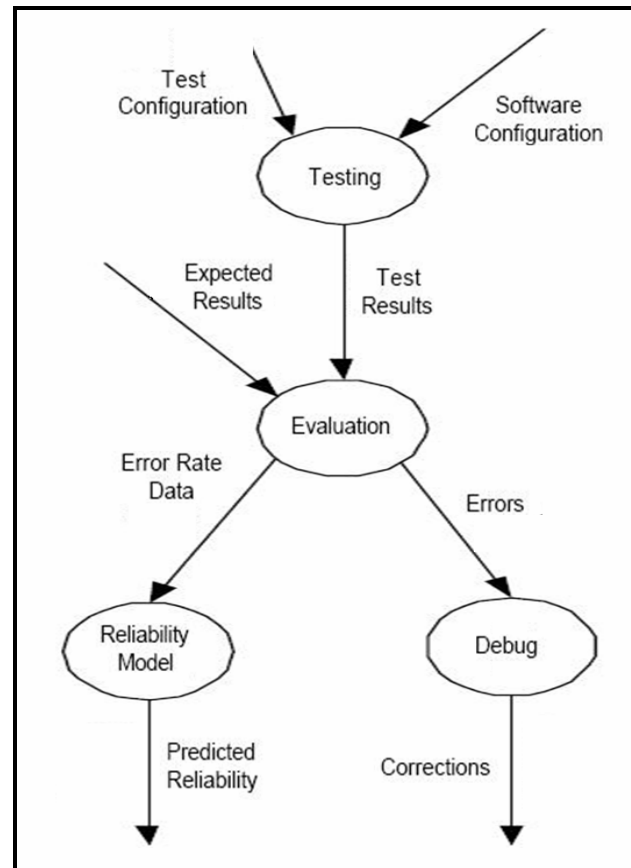 Test
Configuration
Software
Configuration
Testing
Expected
Results
Test
Results
Evaluation
Error Rate
Data
Errors
Reliability
Model
Debug
Predicted
Reliability
Corrections